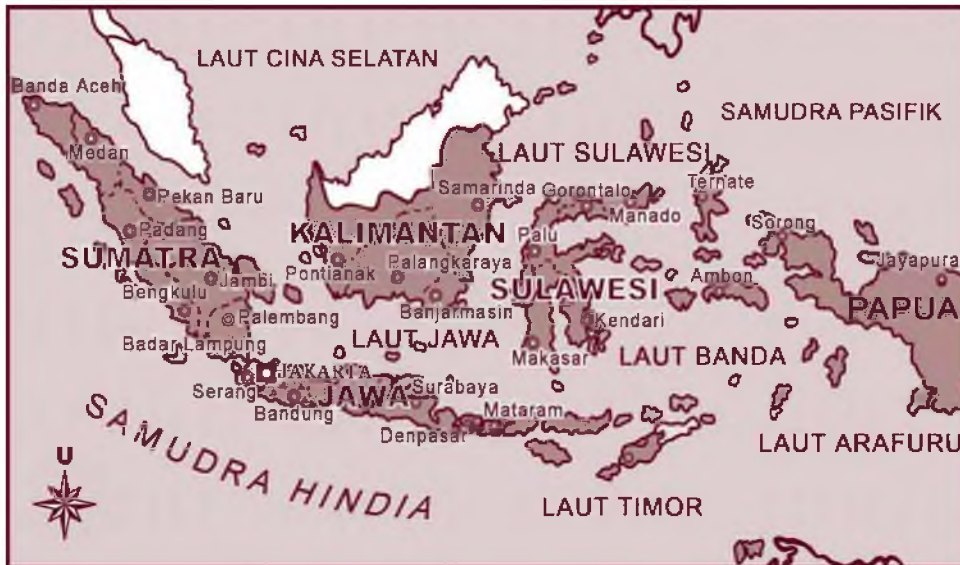 LAUT CINA SELATAN
Banda Aceh
SAMUDRA PASIFIK
Medan
LAUT SULAWESI
Pekan Baru
Samarinda
Gorontalo
Ternate
Manado
Padang
Sorong
KALIMANTAN
Palu
SUMATRA
Pontianak
Palangkaraya
Jayapura
Jambi
Ambon
Bengkulu
SULAWESI
PAPUA
Palembang
Banjarmasin
Kendari
Badar Lampung
LAUT JAWA
Makasar
LAUT BANDA
JAKARTA
Serang
Surabaya
JAWA
Bandung
Mataram
Denpasar
SAMUDRA HINDIA
LAUT ARAFURU
U
LAUT TIMOR